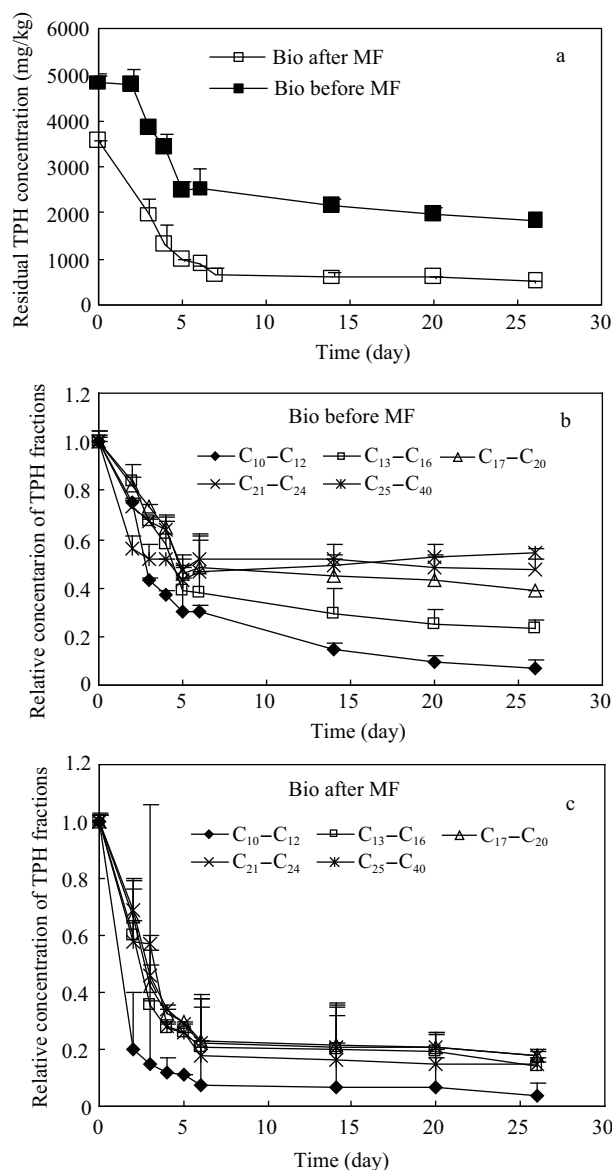 a
Bio after MF
Bio before MF
Residual TPH concentration (mg/kg)
6000
5000
4000
3000
2000
1000
0
0 5 10 15 20 25 30
Time (day)
b
Bio before MF
C10–C12 C13–C16 C17–C20
C21–C24 C25–C40
Relative concentarion of TPH fractions
1.2
1.0
0.8
0.6
0.4
0.2
0
0 5 10 15 20 25 30
Time (day)
c
Bio after MF
C10–C12 C13–C16 C17–C20
C21–C24 C25–C40
Relative concentration of TPH fractions
1.2
1.0
0.8
0.6
0.4
0.2
0.0
0 5 10 15 20 25 30
Time (day)